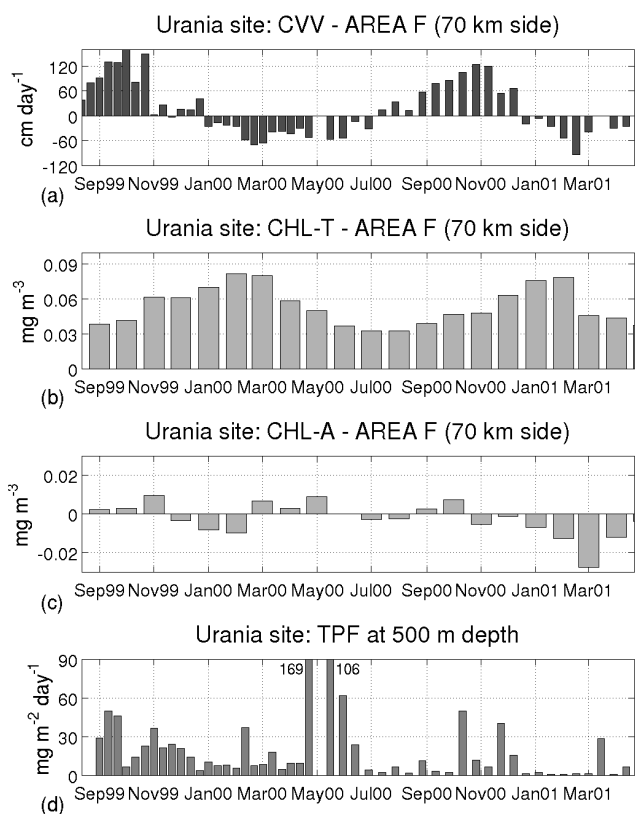 Urania site: CVV - AREA F (70 km side)
120
60
0
-60
-120
cm day-1
Sep99 Nov99 Jan00 Mar00 May00 Jul00 Sep00 Nov00 Jan01 Mar01
(a)
Urania site: CHL-T - AREA F (70 km side)
0.09
0.06
0.03
0
mg m-3
Sep99 Nov99 Jan00 Mar00 May00 Jul00 Sep00 Nov00 Jan01 Mar01
(b)
Urania site: CHL-A - AREA F (70 km side)
0.02
0
-0.02
mg m-3
Sep99 Nov99 Jan00 Mar00 May00 Jul00 Sep00 Nov00 Jan01 Mar01
(c)
Urania site: TPF at 500 m depth
90
169 106
60
30
0
mg m-2 day-1
Sep99 Nov99 Jan00 Mar00 May00 Jul00 Sep00 Nov00 Jan01 Mar01
(d)